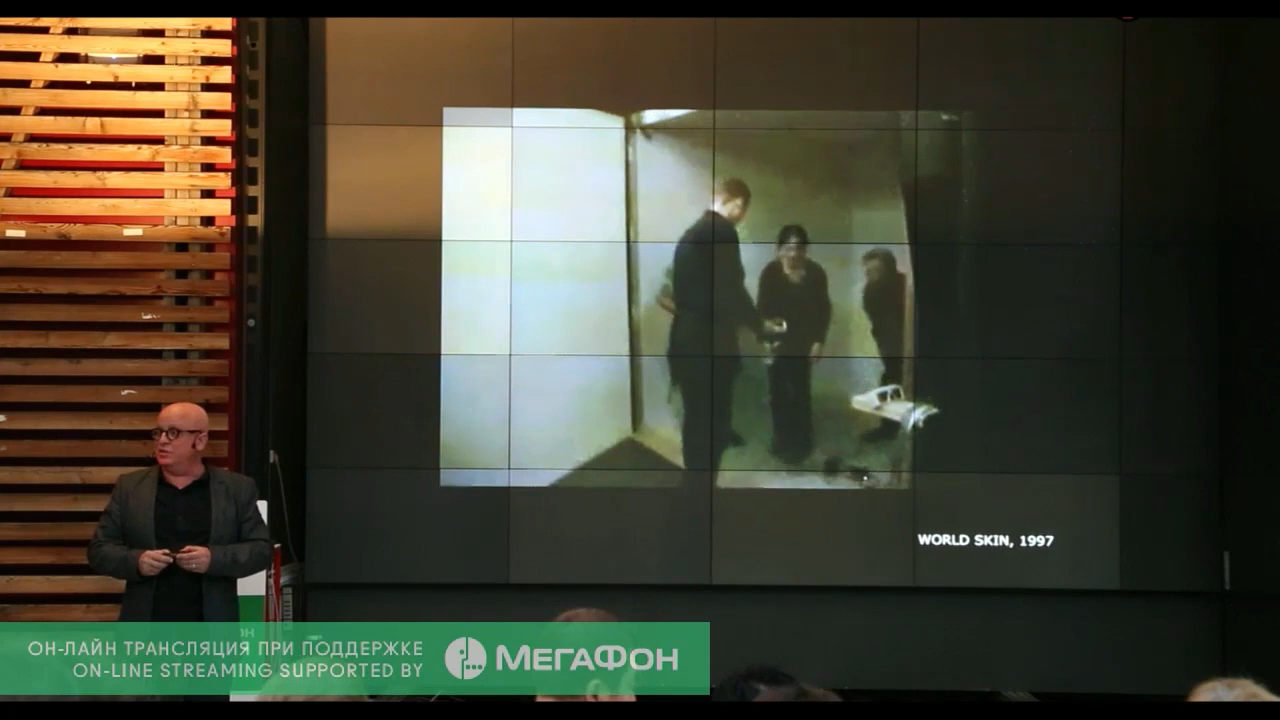 WORLD SKIN, 1997
ОН-ЛАЙН ТРАНСЛЯЦИЯ ПРИ ПОДДЕРЖКЕ
ON-LINE STREAMING SUPPORTED BY
МЕГАФОН